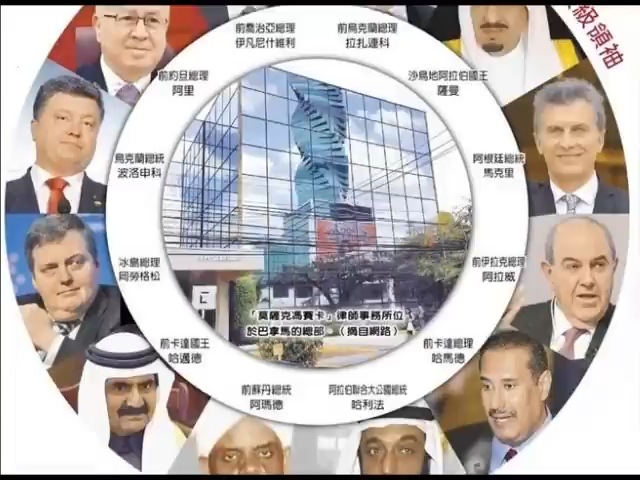 級領袖
前喬治亞總理
伊凡尼什維利
前烏克蘭總理
拉扎連科
前約旦總理
阿里
沙烏地阿拉伯國王
薩曼
烏克蘭總統
波洛申科
阿根廷總統
馬克里
冰島總理
岡勞格松
前伊拉克總理
阿拉威
「莫薩克馮賽卡」律師事務所位
於巴拿馬的總部。（摘自網路）
前卡達國王
哈邁德
前卡達總理
哈馬德
前蘇丹總統
阿瑪德
阿拉伯聯合大公國總統
哈利法